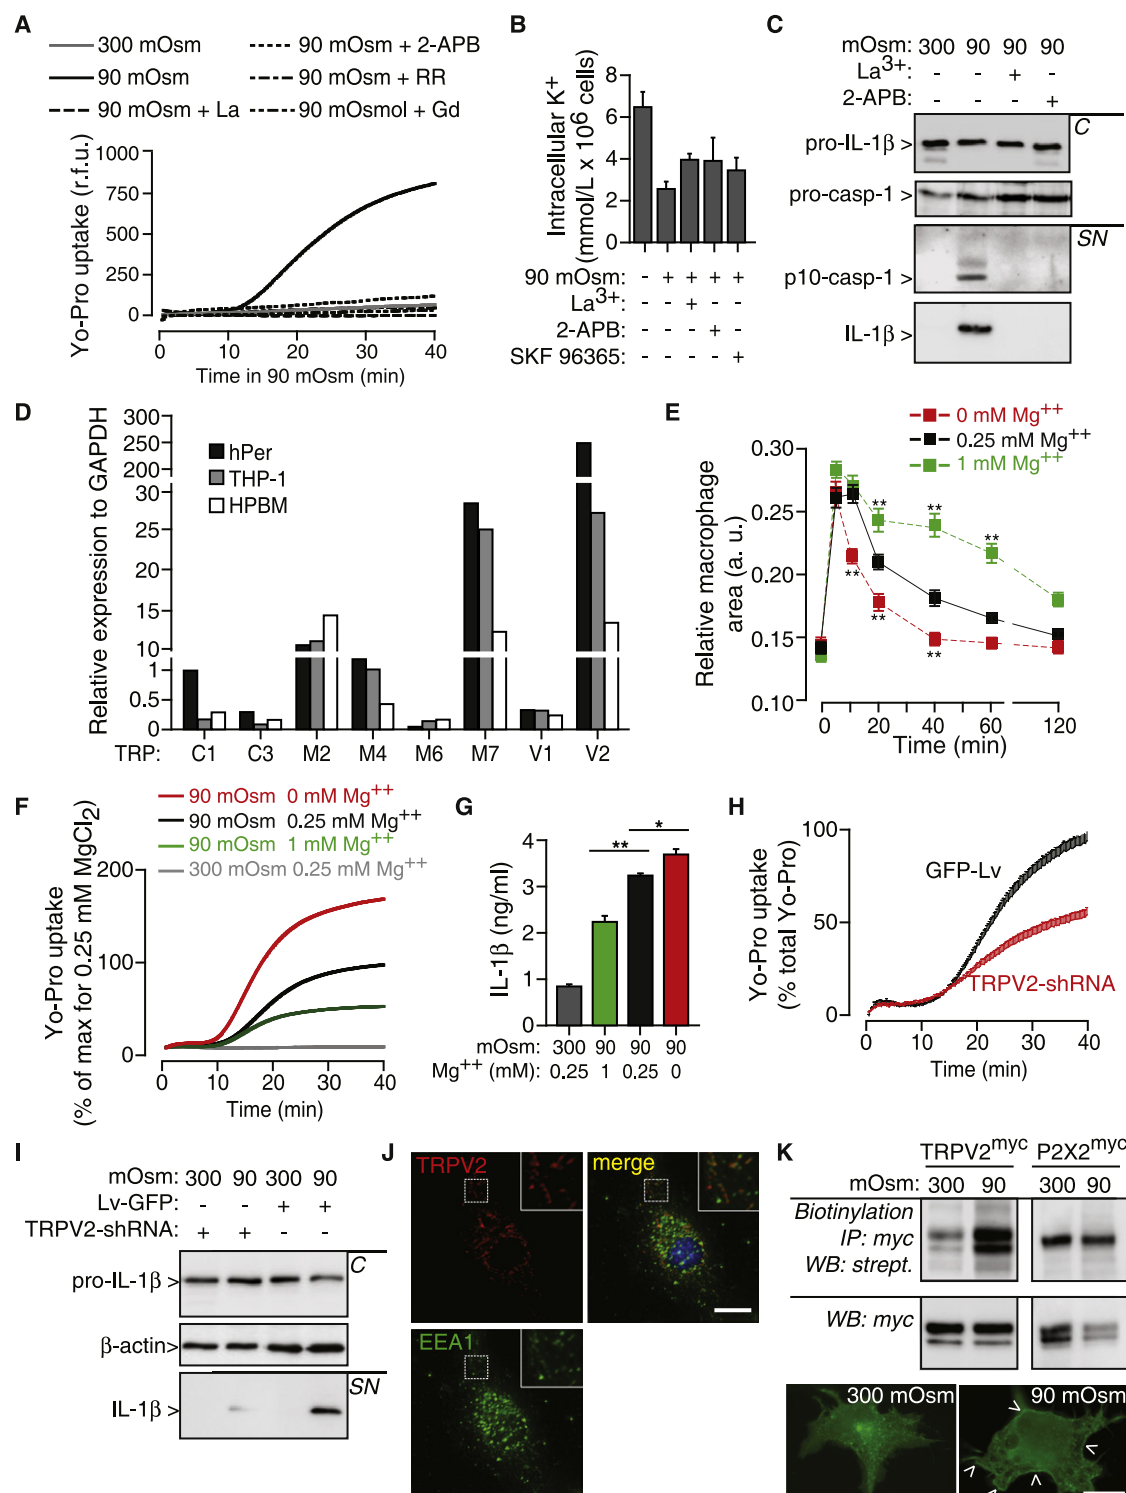 A
300 mOsm
90 mOsm + 2-APB
90 mOsm
90 mOsm + RR
90 mOsm + La
90 mOsmol + Gd
Yo-Pro uptake (r.f.u.)
1000
750
500
250
0
0 10 20 30 40
Time in 90 mOsm (min)
B
Intracellular K+
(mmol/L x 10^6 cells)
8
6
4
2
0
90 mOsm: - + + + +
La3+: - - + - -
2-APB: - - - + -
SKF 96365: - - - - +
C
mOsm: 300 90 90 90
La3+: - - + -
2-APB: - - - +
C
pro-IL-1β >
pro-casp-1 >
SN
p10-casp-1 >
IL-1β >
D
Relative expression to GAPDH
300
250
200
30
25
20
15
10
1
0.5
0
hPer
THP-1
HPBM
TRP: C1 C3 M2 M4 M6 M7 V1 V2
E
0 mM Mg++
0.25 mM Mg++
1 mM Mg++
Relative macrophage
area (a. u.)
0.30
0.25
0.20
0.15
0.10
** ** **
** ** **
0 20 40 60 120
Time (min)
F
90 mOsm 0 mM Mg++
90 mOsm 0.25 mM Mg++
90 mOsm 1 mM Mg++
300 mOsm 0.25 mM Mg++
Yo-Pro uptake
(% of max for 0.25 mM MgCl2)
200
100
0
0 10 20 30 40
Time (min)
G
IL-1β (ng/ml)
4
3
2
1
0
** *
mOsm: 300 90 90 90
Mg++ (mM): 0.25 1 0.25 0
H
Yo-Pro uptake
(% total Yo-Pro)
100
50
0
GFP-Lv
TRPV2-shRNA
0 10 20 30 40
Time (min)
I
mOsm: 300 90 300 90
Lv-GFP: - - + +
TRPV2-shRNA: + + - -
C
pro-IL-1β >
β-actin >
SN
IL-1β >
J
TRPV2
merge
EEA1
K
TRPV2myc P2X2myc
mOsm: 300 90 300 90
Biotinylation
IP: myc
WB: strept.
WB: myc
300 mOsm
90 mOsm